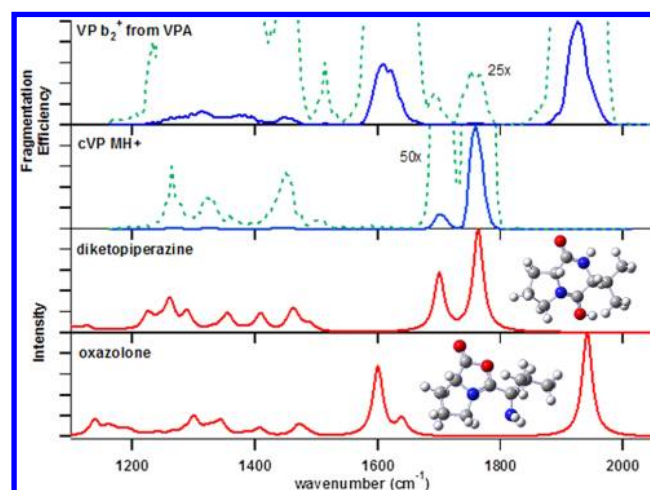 VP b₂⁺ from VPA
25x
Fragmentation
Efficiency
cVP MH+
50x
diketopiperazine
Intensity
oxazolone
1200 1400 1600 1800 2000
wavenumber (cm⁻¹)